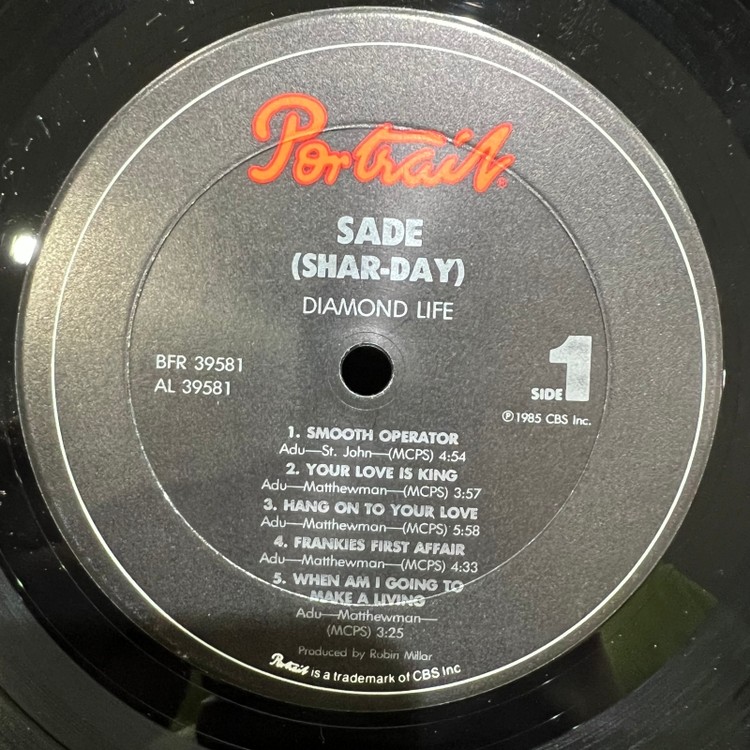 Portrait®
SADE
(SHAR-DAY)
DIAMOND LIFE
BFR 39581
AL 39581
SIDE 1
Ⓟ1985 CBS Inc.
1. SMOOTH OPERATOR
Adu—St. John—(MCPS) 4:54
2. YOUR LOVE IS KING
Adu—Matthewman—(MCPS) 3:57
3. HANG ON TO YOUR LOVE
Adu—Matthewman—(MCPS) 5:58
4. FRANKIES FIRST AFFAIR
Adu—Matthewman—(MCPS) 4:33
5. WHEN AM I GOING TO
MAKE A LIVING
Adu—Matthewman—
(MCPS) 3:25
Produced by Robin Millar
Portrait is a trademark of CBS Inc